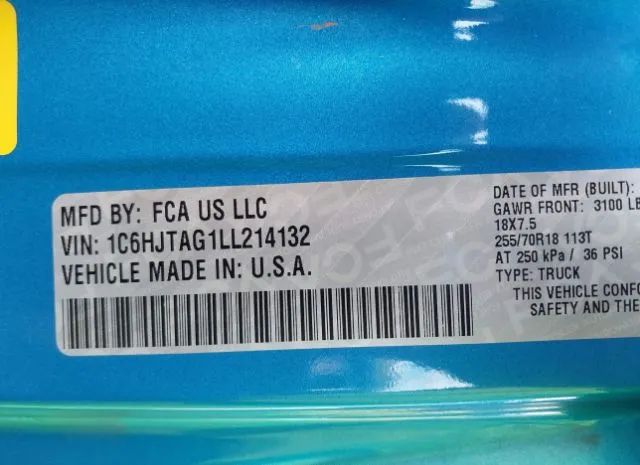 MFD BY: FCA US LLC
VIN: 1C6HJTAG1LL214132
VEHICLE MADE IN: U.S.A.
DATE OF MFR (BUILT):
GAWR FRONT: 3100 LB
18X7.5
255/70R18 113T
AT 250 kPa / 36 PSI
TYPE: TRUCK
THIS VEHICLE CONFO
SAFETY AND THE